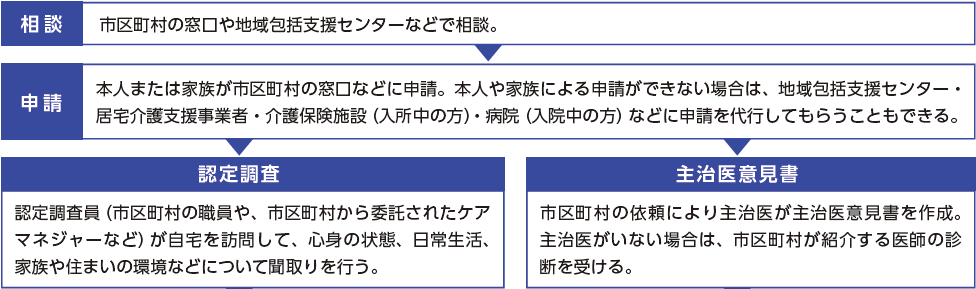 相談
市区町村の窓口や地域包括支援センターなどで相談。
申請
本人または家族が市区町村の窓口などに申請。本人や家族による申請ができない場合は、地域包括支援センター・
居宅介護支援事業者・介護保険施設（入所中の方）・病院（入院中の方）などに申請を代行してもらうこともできる。
認定調査
認定調査員（市区町村の職員や、市区町村から委託されたケア
マネジャーなど）が自宅を訪問して、心身の状態、日常生活、
家族や住まいの環境などについて聞取りを行う。
主治医意見書
市区町村の依頼により主治医が主治医意見書を作成。
主治医がいない場合は、市区町村が紹介する医師の診
断を受ける。